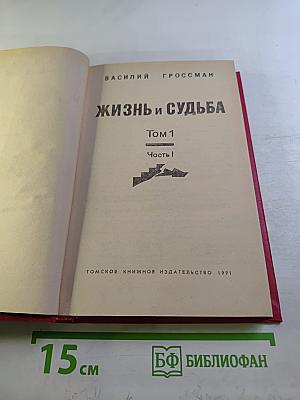 ВАСИЛИЙ ГРОССМАН
ЖИЗНЬ и СУДЬБА
Том 1
Часть I
ТОМСКОЕ КНИЖНОЕ ИЗДАТЕЛЬСТВО 1991
15 см
БФ БИБЛИОФАН